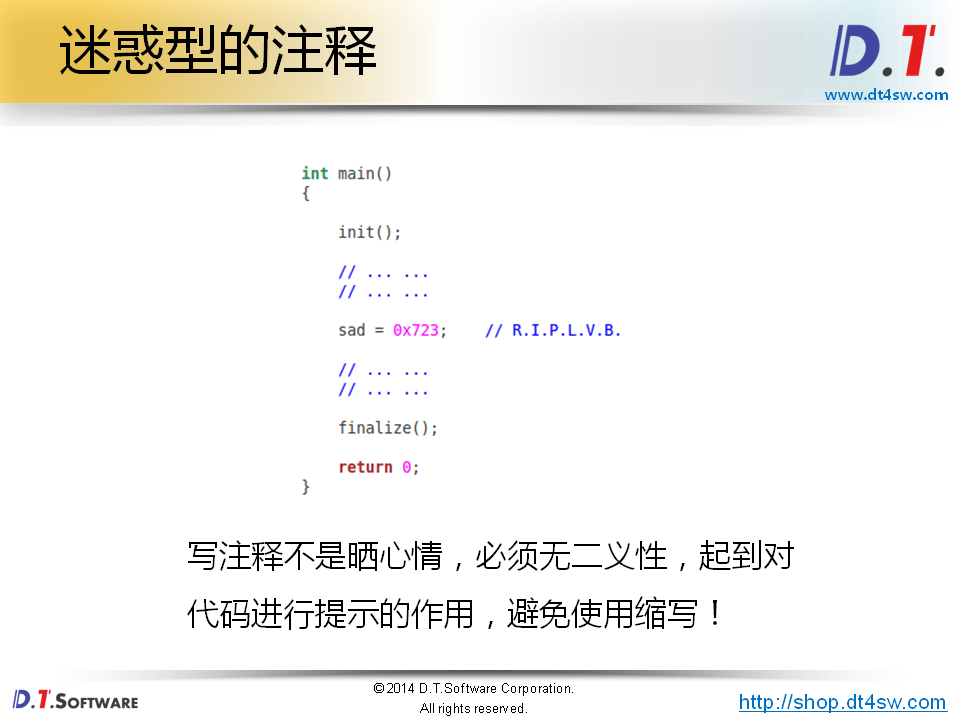 迷惑型的注释
D.T.
www.dt4sw.com
int main()
{
init();
// ... ...
// ... ...
sad = 0x723; // R.I.P.L.V.B.
// ... ...
// ... ...
finalize();
return 0;
}
写注释不是晒心情，必须无二义性，起到对
代码进行提示的作用，避免使用缩写！
D.T.SOFTWARE
©2014 D.T.Software Corporation.
All rights reserved.
http://shop.dt4sw.com